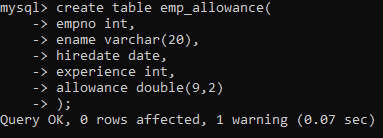 mysql> create table emp_allowance(
-> empno int,
-> ename varchar(20),
-> hiredate date,
-> experience int,
-> allowance double(9,2)
-> );
Query OK, 0 rows affected, 1 warning (0.07 sec)